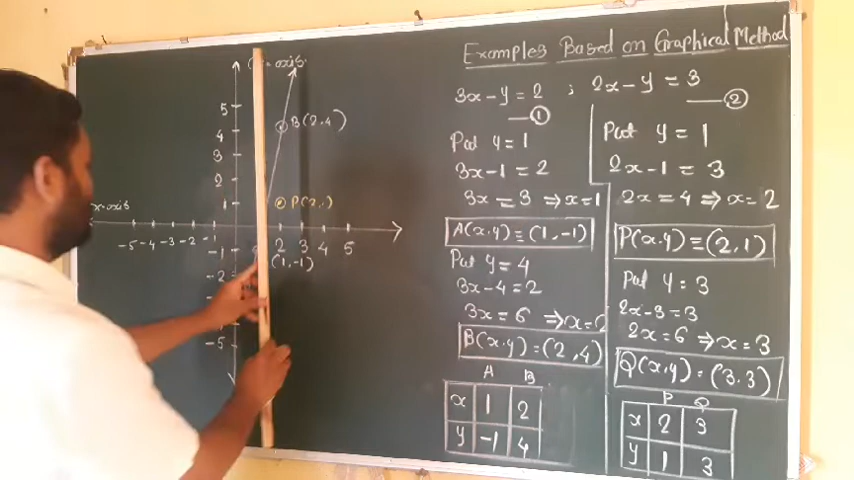 Examples Based on Graphical Method
3x-y=2 ; 2x-y=3
① ②
Put y=1
3x-1=2
3x=3 ⇒x=1
A(x,y)≡(1,-1)
Put y=4
3x-4=2
3x=6 ⇒x=2
B(x,y)=(2,4)
A B
x 1 2
y -1 4
Put y=1
2x-1=3
2x=4 ⇒x=2
P(x,y)≡(2,1)
Put y=3
2x-3=3
2x=6 ⇒x=3
Q(x,y)=(3,3)
P Q
x 2 3
y 1 3
-axis
5
B(2,4)
4
3
2
1
P(2,)
x-axis
-5 -4 -3 -2 -1
2 3 4 5
-1
(1,-1)
-2
-5